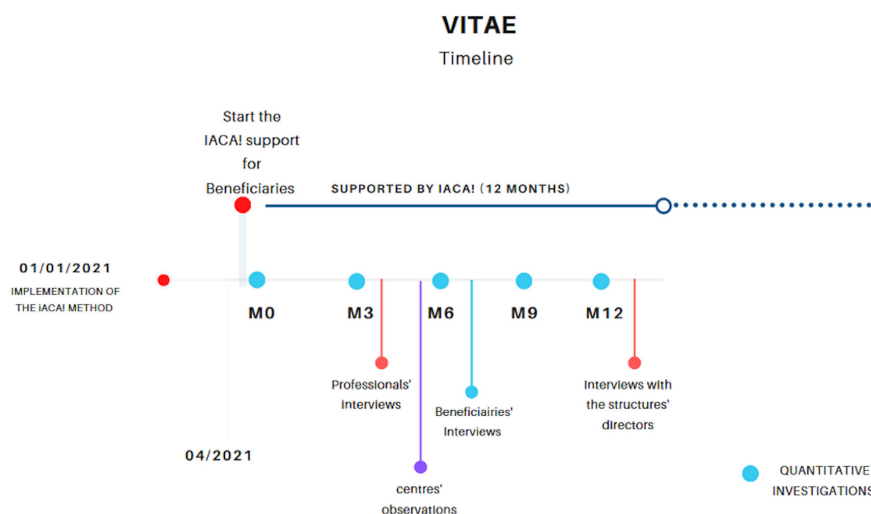 VITAE
Timeline
Start the
IACA! support
for
Beneficiaries
SUPPORTED BY IACA! (12 MONTHS)
01/01/2021
IMPLEMENTATION OF
THE iACA! METHOD
M0
M3
M6
M9
M12
Professionals'
interviews
Beneficiairies'
Interviews
Interviews with
the structures'
directors
04/2021
centres'
observations
QUANTITATIVE
INVESTIGATIONS